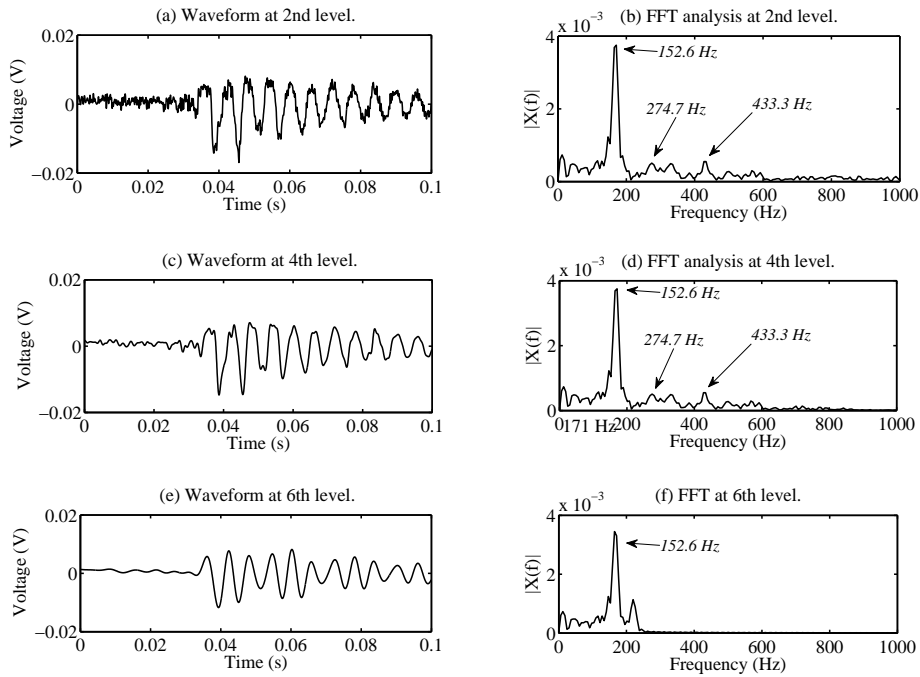 (a) Waveform at 2nd level.
0.02
0
−0.02
Voltage (V)
0 0.02 0.04 0.06 0.08 0.1
Time (s)
(b) FFT analysis at 2nd level.
x 10⁻³
4
2
0
|X(f)|
152.6 Hz
274.7 Hz
433.3 Hz
0 200 400 600 800 1000
Frequency (Hz)
(c) Waveform at 4th level.
0.02
0
−0.02
Voltage (V)
0 0.02 0.04 0.06 0.08 0.1
Time (s)
(d) FFT analysis at 4th level.
x 10⁻³
4
2
0
|X(f)|
152.6 Hz
274.7 Hz
433.3 Hz
0 200 400 600 800 1000
171 Hz
Frequency (Hz)
(e) Waveform at 6th level.
0.02
0
−0.02
Voltage (V)
0 0.02 0.04 0.06 0.08 0.1
Time (s)
(f) FFT at 6th level.
x 10⁻³
4
2
0
|X(f)|
152.6 Hz
0 200 400 600 800 1000
Frequency (Hz)